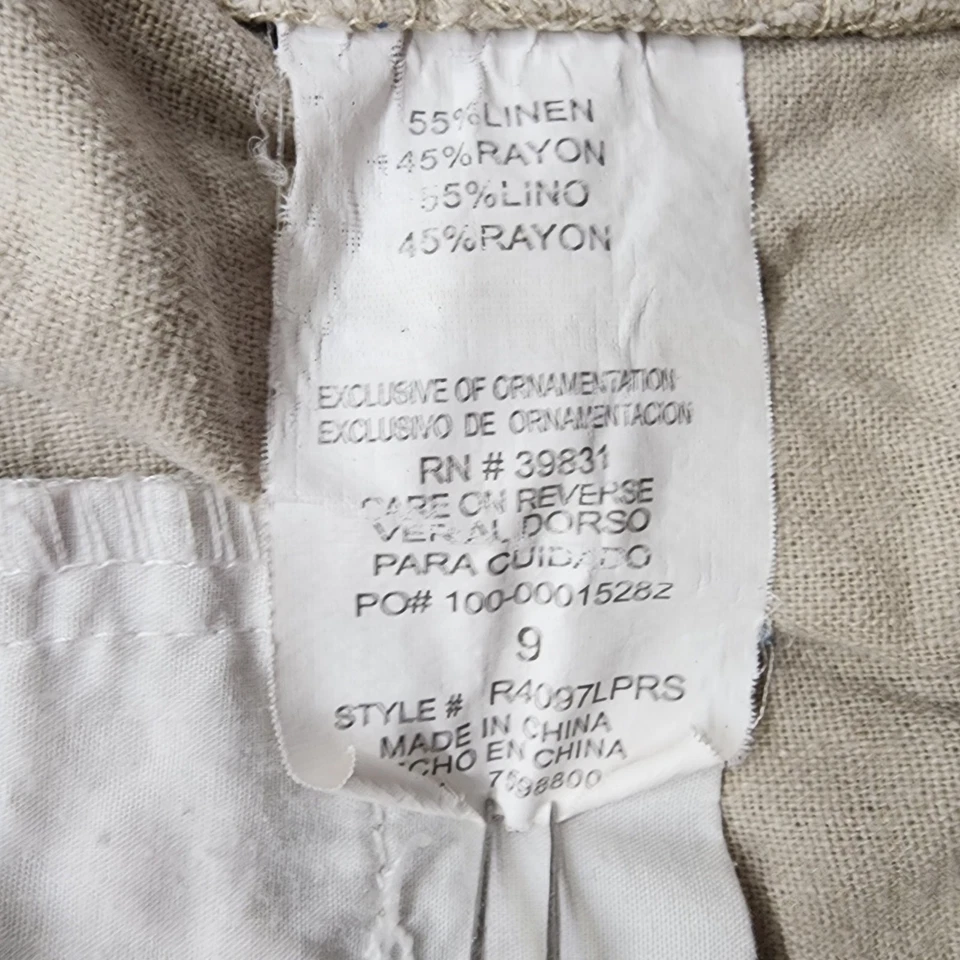 55%LINEN
45%RAYON
55%LINO
45%RAYON
EXCLUSIVE OF ORNAMENTATION
EXCLUSIVO DE ORNAMENTACION
RN # 39831
CARE ON REVERSE
VER AL DORSO
PARA CUIDADO
PO# 100-00015282
9
STYLE # R4097LPRS
MADE IN CHINA
EN CHINA